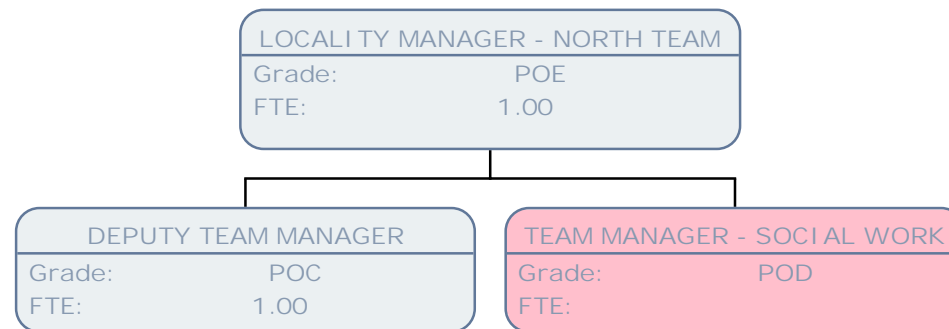 LOCALITY MANAGER - NORTH TEAM
Grade: POE
FTE: 1.00
DEPUTY TEAM MANAGER
Grade: POC
FTE: 1.00
TEAM MANAGER - SOCIAL WORK
Grade: POD
FTE: